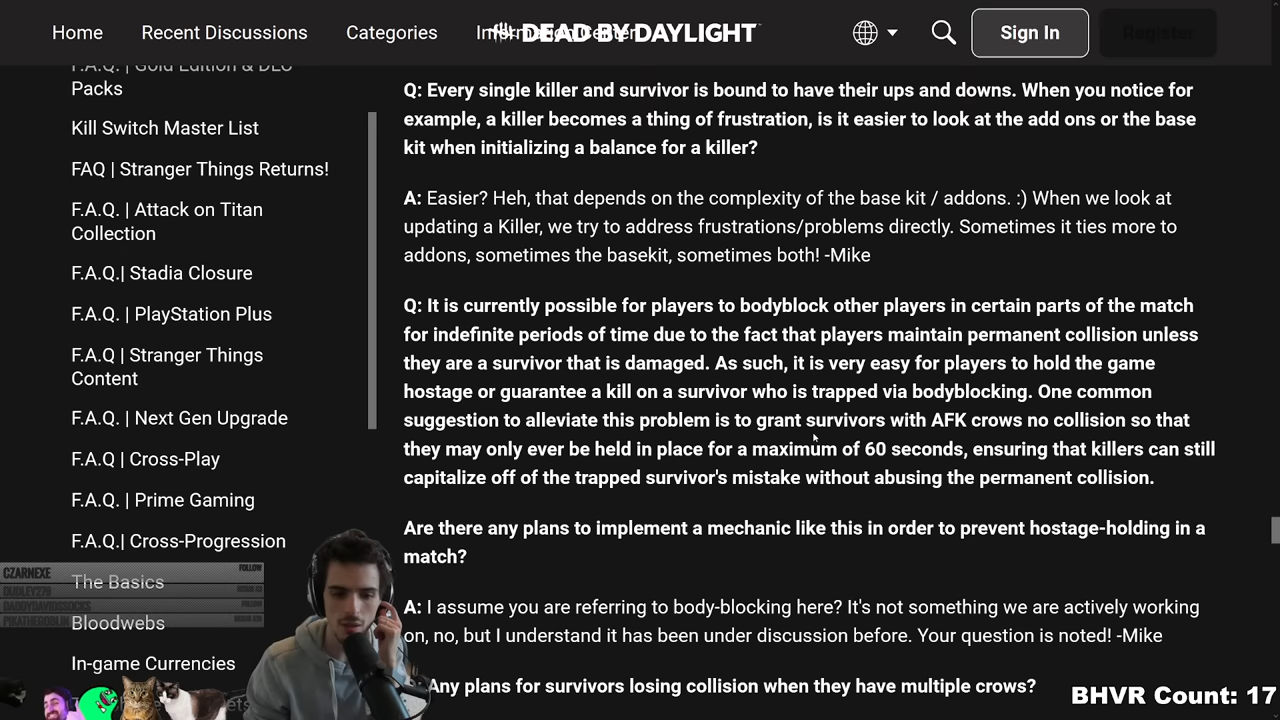 Home
Recent Discussions
Categories
DEAD BY DAYLIGHT
Sign In
Register
F.A.Q. | Gold Edition & DLC
Packs
Kill Switch Master List
FAQ | Stranger Things Returns!
F.A.Q. | Attack on Titan
Collection
F.A.Q.| Stadia Closure
F.A.Q. | PlayStation Plus
F.A.Q | Stranger Things
Content
F.A.Q. | Next Gen Upgrade
F.A.Q | Cross-Play
F.A.Q. | Prime Gaming
F.A.Q.| Cross-Progression
The Basics
Bloodwebs
In-game Currencies
CZARNEXE
FOLLOW
DUDLEY270
DADDYDAVIDSSOCKS
PIKATHEGOBLIN
Q: Every single killer and survivor is bound to have their ups and downs. When you notice for
example, a killer becomes a thing of frustration, is it easier to look at the add ons or the base
kit when initializing a balance for a killer?
A: Easier? Heh, that depends on the complexity of the base kit / addons. :) When we look at
updating a Killer, we try to address frustrations/problems directly. Sometimes it ties more to
addons, sometimes the basekit, sometimes both! -Mike
Q: It is currently possible for players to bodyblock other players in certain parts of the match
for indefinite periods of time due to the fact that players maintain permanent collision unless
they are a survivor that is damaged. As such, it is very easy for players to hold the game
hostage or guarantee a kill on a survivor who is trapped via bodyblocking. One common
suggestion to alleviate this problem is to grant survivors with AFK crows no collision so that
they may only ever be held in place for a maximum of 60 seconds, ensuring that killers can still
capitalize off of the trapped survivor's mistake without abusing the permanent collision.
Are there any plans to implement a mechanic like this in order to prevent hostage-holding in a
match?
A: I assume you are referring to body-blocking here? It's not something we are actively working
on, no, but I understand it has been under discussion before. Your question is noted! -Mike
Any plans for survivors losing collision when they have multiple crows?
BHVR Count: 17